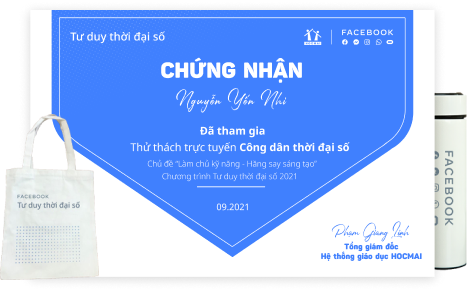 Tư duy thời đại số
HOCMAI
FACEBOOK
CHỨNG NHẬN
Nguyễn Yến Nhi
Đã tham gia
Thử thách trực tuyến Công dân thời đại số
Chủ đề “Làm chủ kỹ năng - Hăng say sáng tạo”
Chương trình Tư duy thời đại số 2021
09.2021
Phạm Giang Linh
Tổng giám đốc
Hệ thống giáo dục HOCMAI
FACEBOOK
Tư duy thời đại số
FACEBOOK